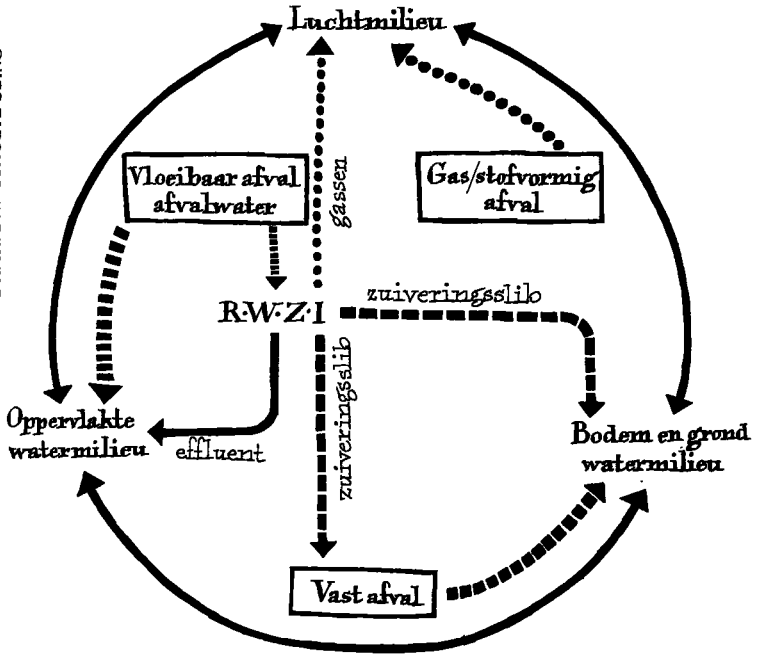 Luchtmilieu
Vloeibaar afval
afvalwater
Gas/stofvormig
afval
gassen
R·W·Z·I
zuiveringsslib
zuiveringsslib
Oppervlakte
watermilieu
effluent
Bodem en grond
watermilieu
Vast afval